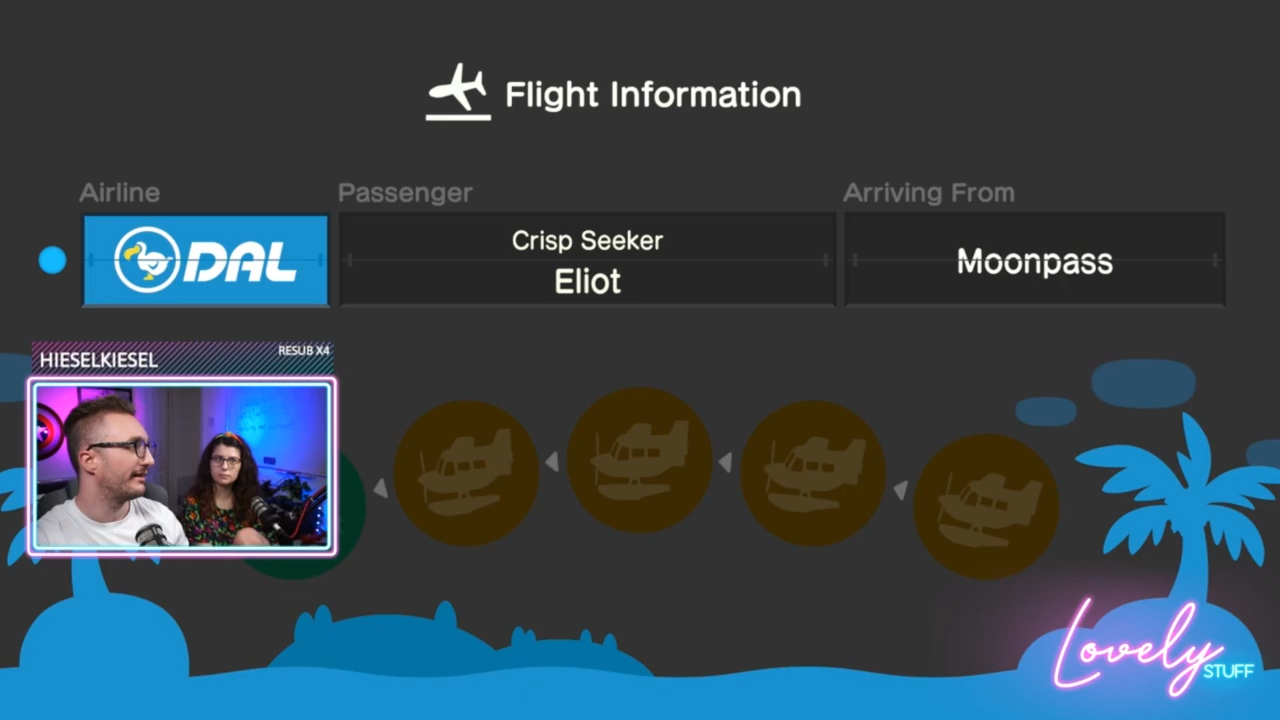 Flight Information
Airline
Passenger
Arriving From
DAL
Crisp Seeker
Eliot
Moonpass
HIESELKIESEL
RESUB X4
Lovely
STUFF